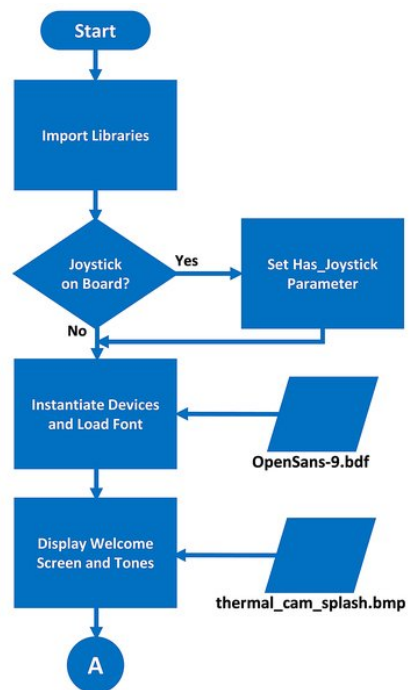 Start
Import Libraries
Joystick
on Board?
Yes
Set Has_Joystick
Parameter
No
Instantiate Devices
and Load Font
OpenSans-9.bdf
Display Welcome
Screen and Tones
thermal_cam_splash.bmp
A